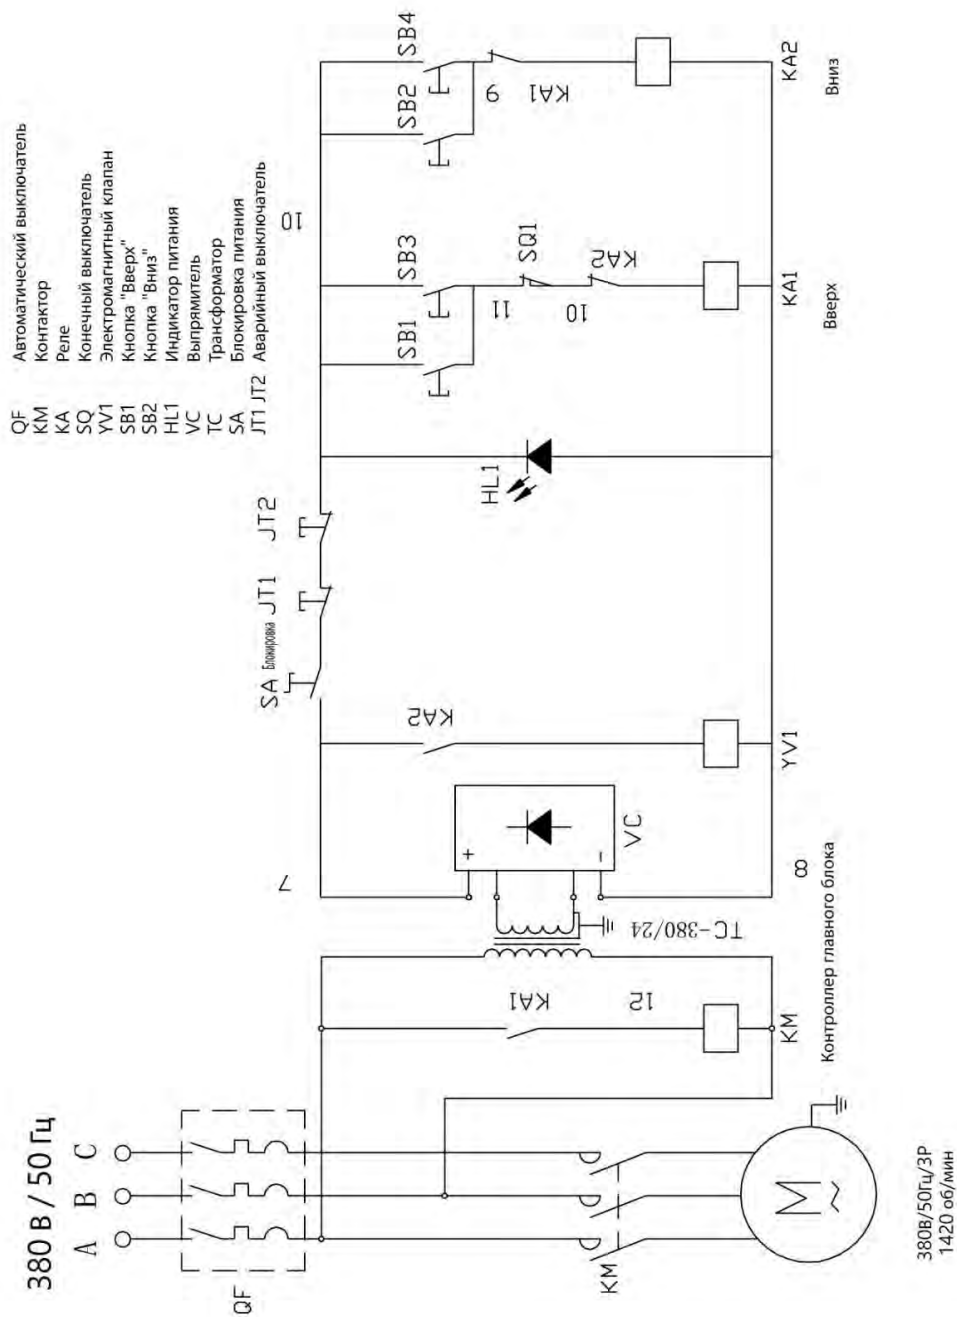 380 В / 50 Гц
A
B
C
QF
KM
380В/50Гц/3Р
1420 об/мин
QF Автоматический выключатель
KM Контактор
KA Реле
SQ Конечный выключатель
YV1 Электромагнитный клапан
SB1 Кнопка "Вверх"
SB2 Кнопка "Вниз"
HL1 Индикатор питания
VC Выпрямитель
TC Трансформатор
SA Блокировка питания
JT1 JT2 Аварийный выключатель
M
~
KA1
12
KM
Контроллер главного блока
TC-380/24
7
8
+
-
VC
KA2
YV1
SA
Блокировка
JT1
JT2
HL1
10
SB1
SB3
11
SQ1
10
KA2
KA1
Вверх
SB2
SB4
9
KA1
KA2
Вниз